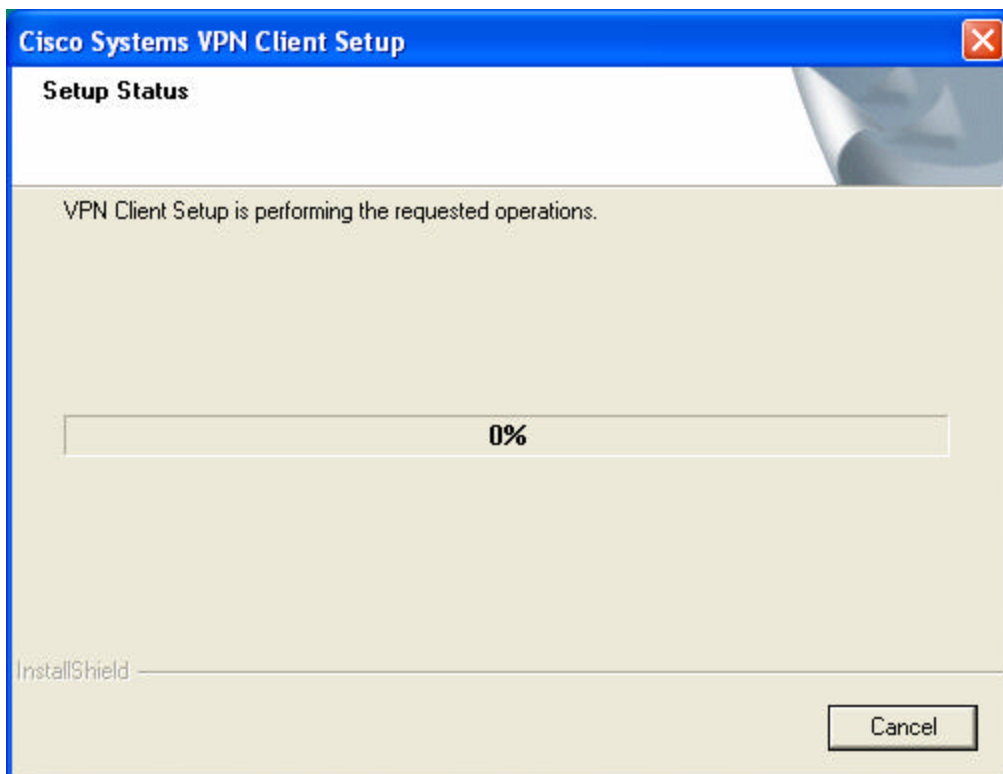 Cisco Systems VPN Client Setup
Setup Status
VPN Client Setup is performing the requested operations.
0%
InstallShield
Cancel